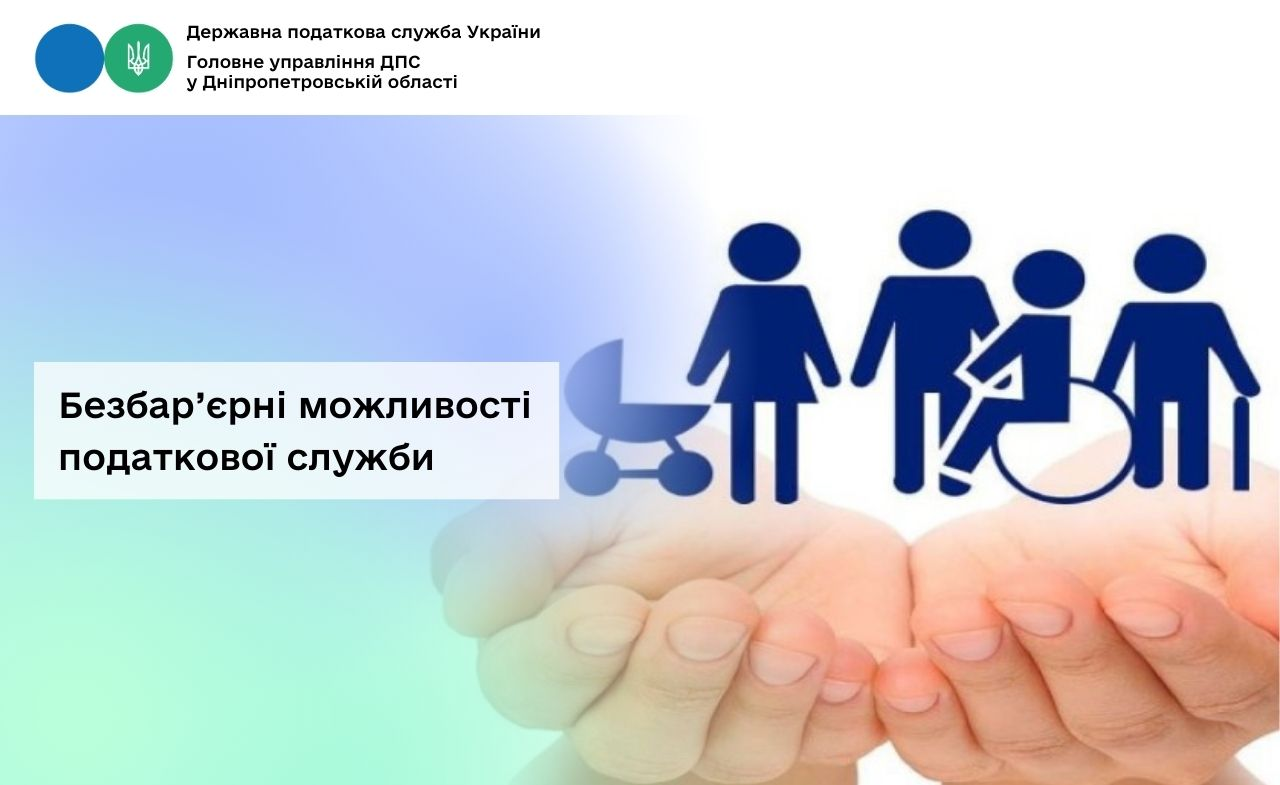 Державна податкова служба України
Головне управління ДПС
у Дніпропетровській області
Безбар’єрні можливості
податкової служби